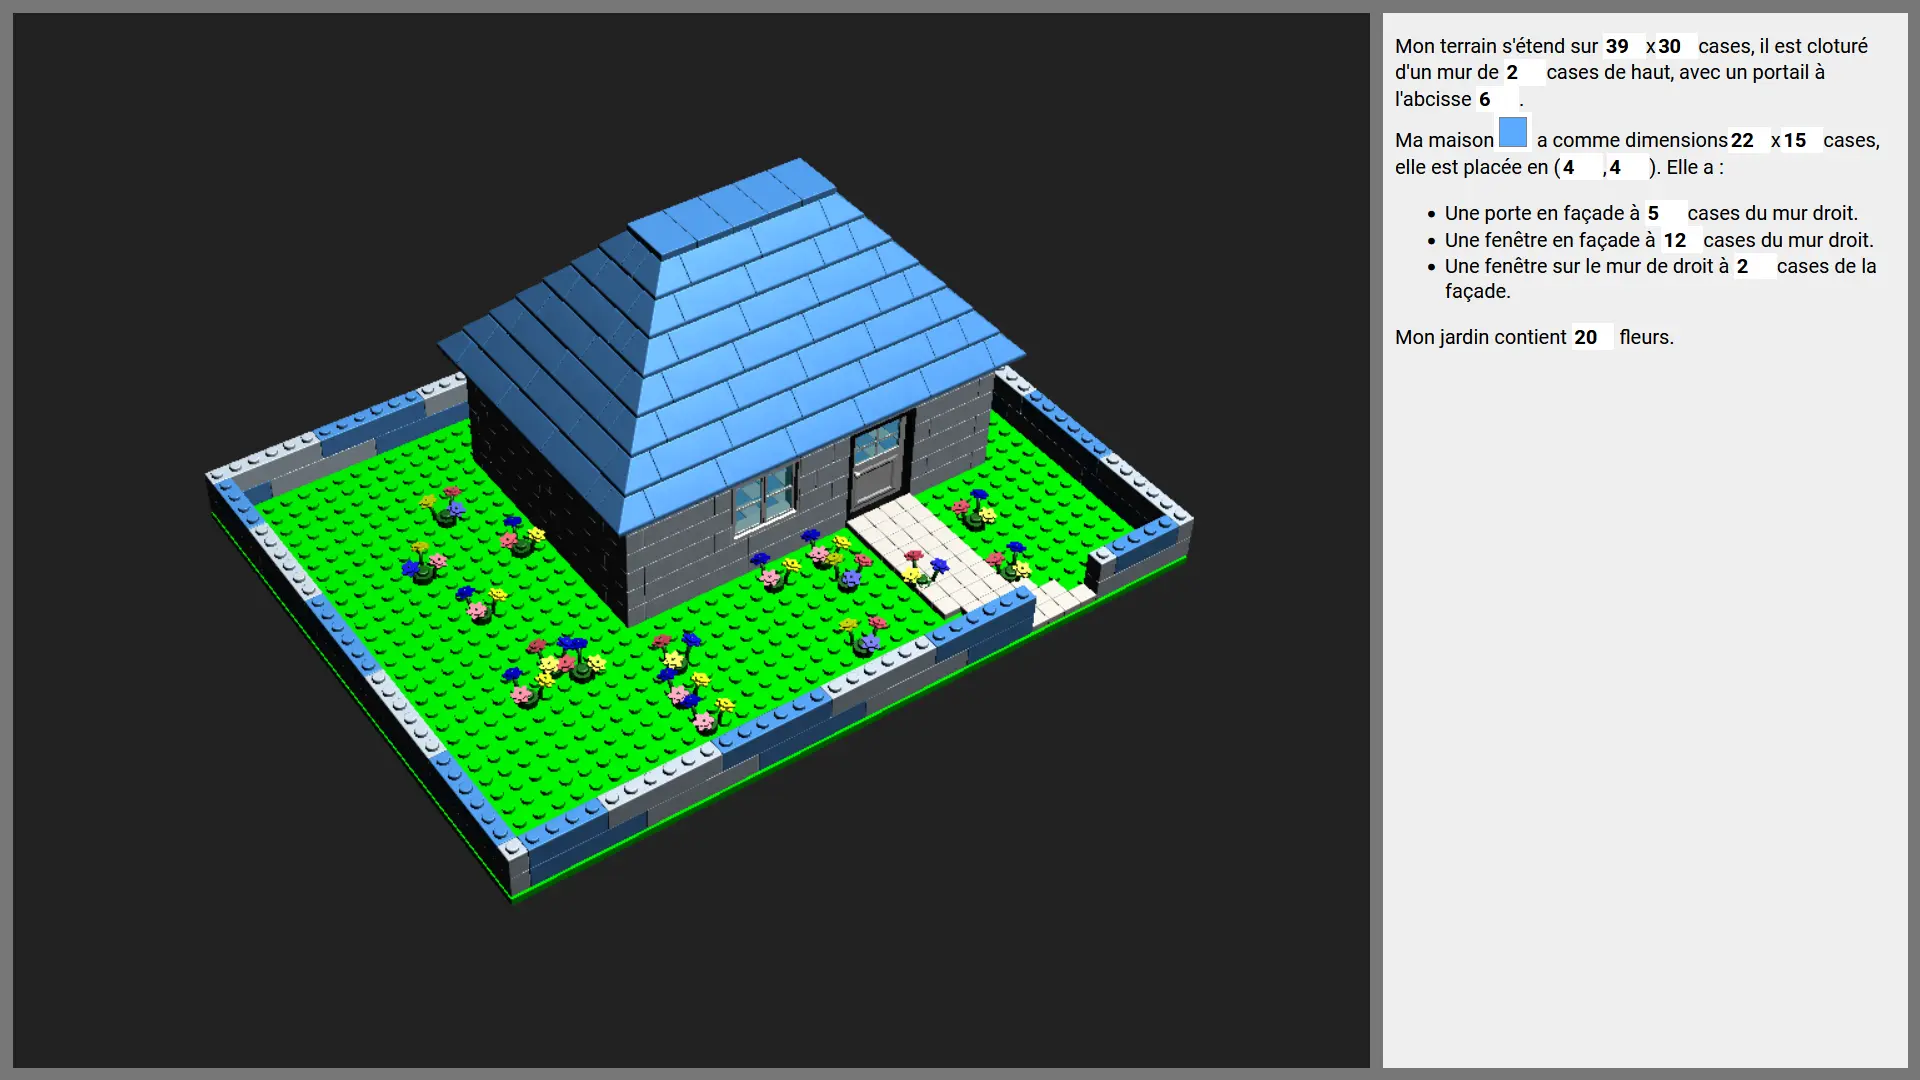 Mon terrain s'étend sur 39 x 30 cases, il est cloturé
d'un mur de 2 cases de haut, avec un portail à
l'abcisse 6 .
Ma maison a comme dimensions 22 x 15 cases,
elle est placée en ( 4 , 4 ). Elle a :
• Une porte en façade à 5 cases du mur droit.
• Une fenêtre en façade à 12 cases du mur droit.
• Une fenêtre sur le mur de droit à 2 cases de la
façade.
Mon jardin contient 20 fleurs.